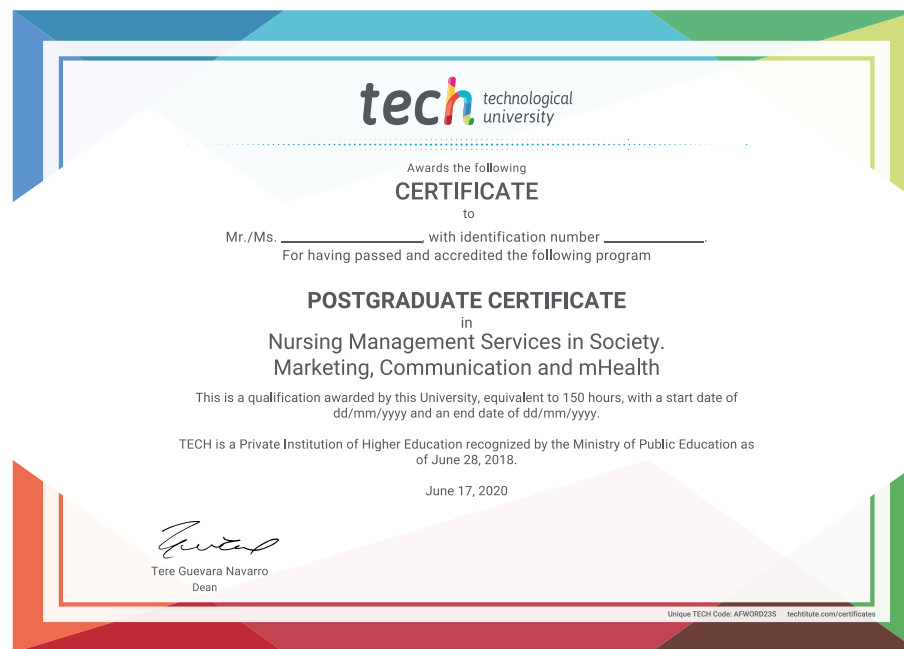 tech technological
university
Awards the following
CERTIFICATE
to
Mr./Ms. ____________, with identification number _________.
For having passed and accredited the following program
POSTGRADUATE CERTIFICATE
in
Nursing Management Services in Society.
Marketing, Communication and mHealth
This is a qualification awarded by this University, equivalent to 150 hours, with a start date of
dd/mm/yyyy and an end date of dd/mm/yyyy.
TECH is a Private Institution of Higher Education recognized by the Ministry of Public Education as
of June 28, 2018.
June 17, 2020
Tere Guevara Navarro
Dean
Unique TECH Code: AFWORD23S techtitute.com/certificates